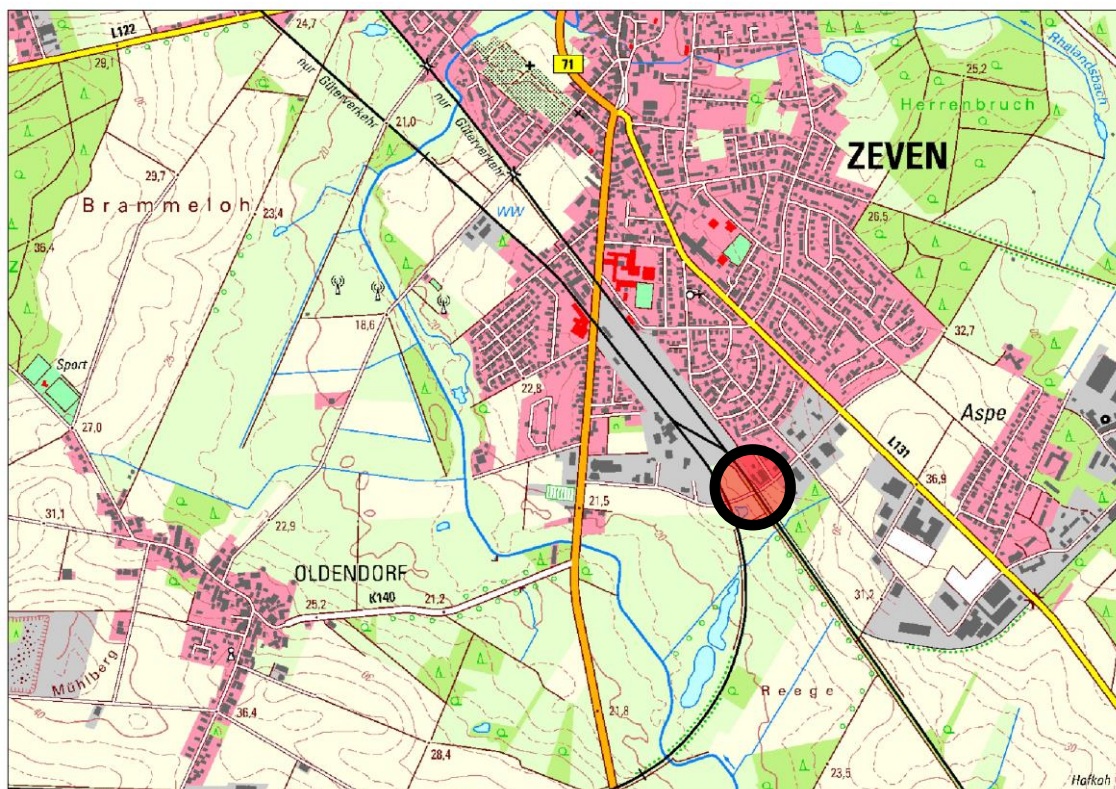 24,7
L122
29,1
71
nur Güterverkehr
nur Güterverkehr
21,0
25,2
Rhalandsbach
Herrenbruch
ZEVEN
29,7
Brammeloh
23,4
36,4
WW
26,5
18,6
32,7
Sport
22,8
Aspe
27,0
L131
36,9
21,5
31,1
22,9
OLDENDORF
K140
25,2
21,2
31,2
Mühlberg
Reege
36,4
21,8
28,4
23,5
Hafkah